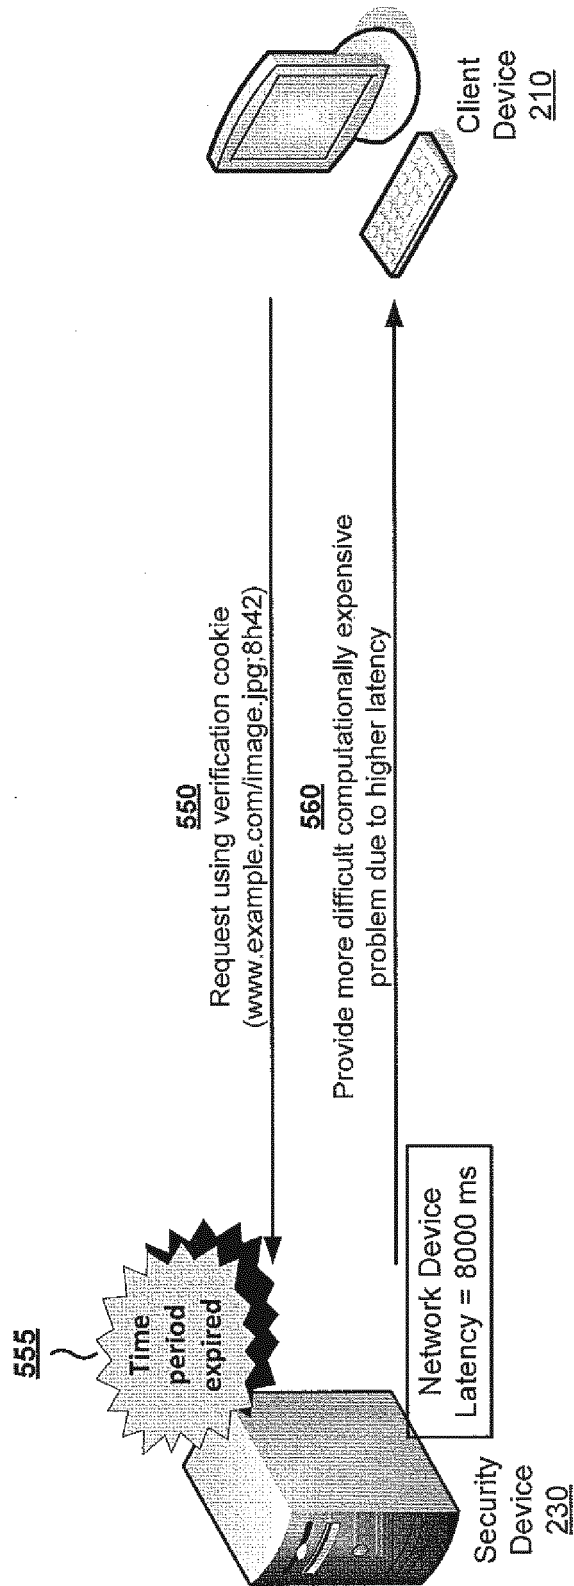 555
Time
period
expired
550
Request using verification cookie
(www.example.com/image.jpg;8h42)
560
Provide more difficult computationally expensive
problem due to higher latency
Network Device
Latency = 8000 ms
Security
Device
230
Client
Device
210